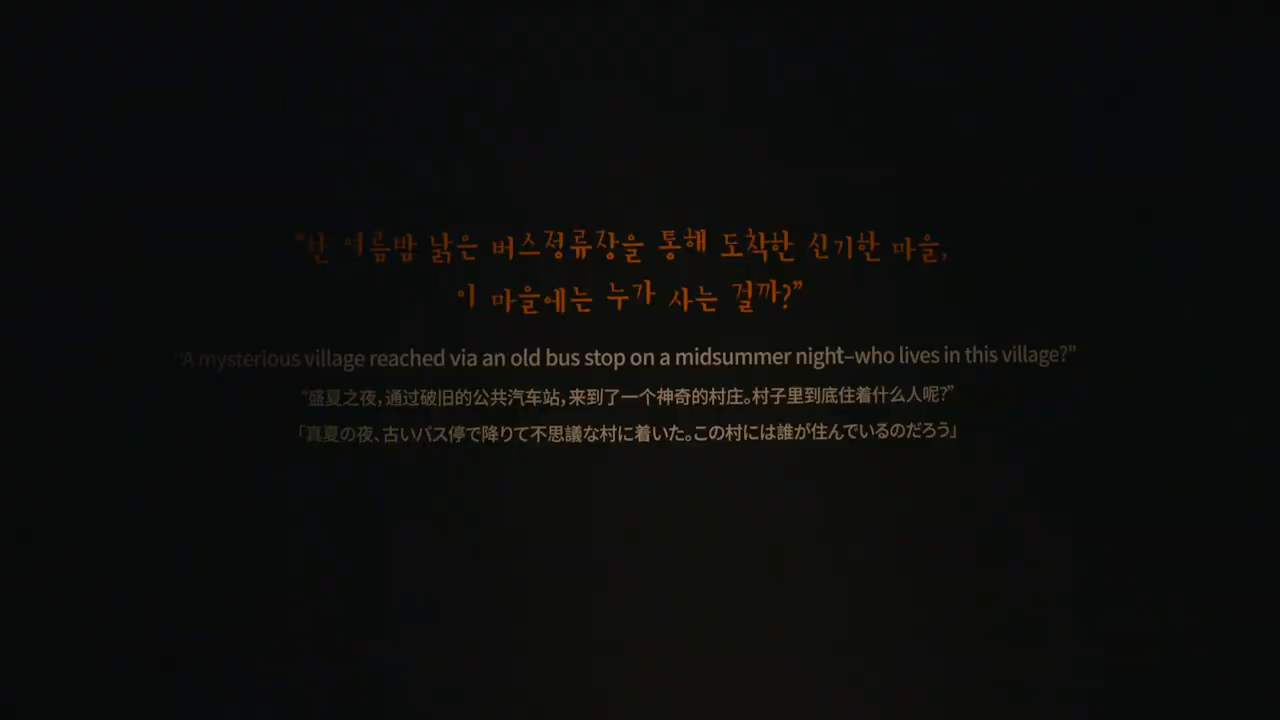 “한 여름밤 낡은 버스정류장을 통해 도착한 신기한 마을,
이 마을에는 누가 사는 걸까?”
“A mysterious village reached via an old bus stop on a midsummer night–who lives in this village?”
“盛夏之夜，通过破旧的公共汽车站，来到了一个神奇的村庄。村子里到底住着什么人呢？”
「真夏の夜、古いバス停で降りて不思議な村に着いた。この村には誰が住んでいるのだろう」